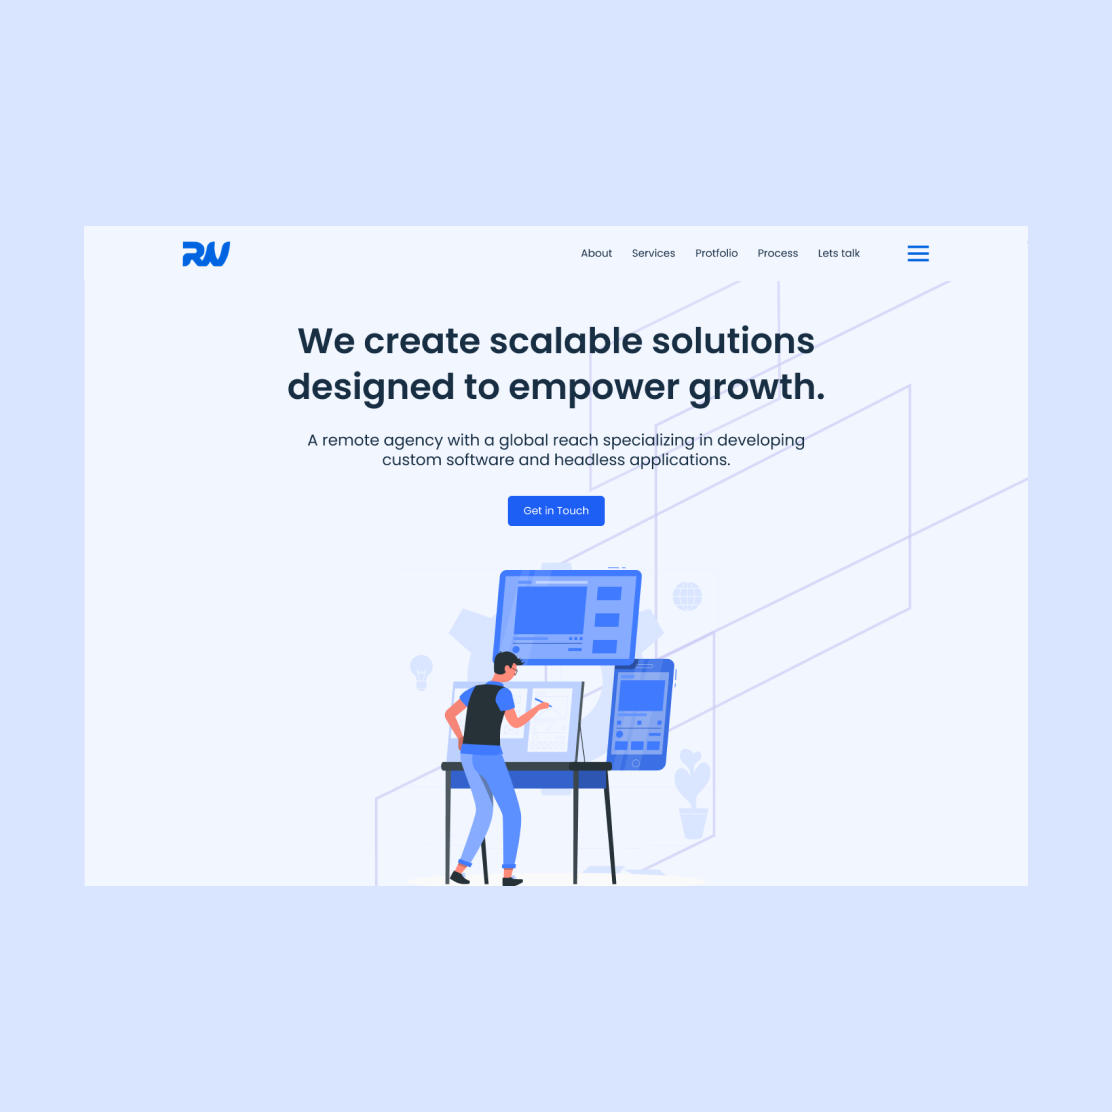 RW
About Services Protfolio Process Lets talk
We create scalable solutions
designed to empower growth.
A remote agency with a global reach specializing in developing
custom software and headless applications.
Get in Touch